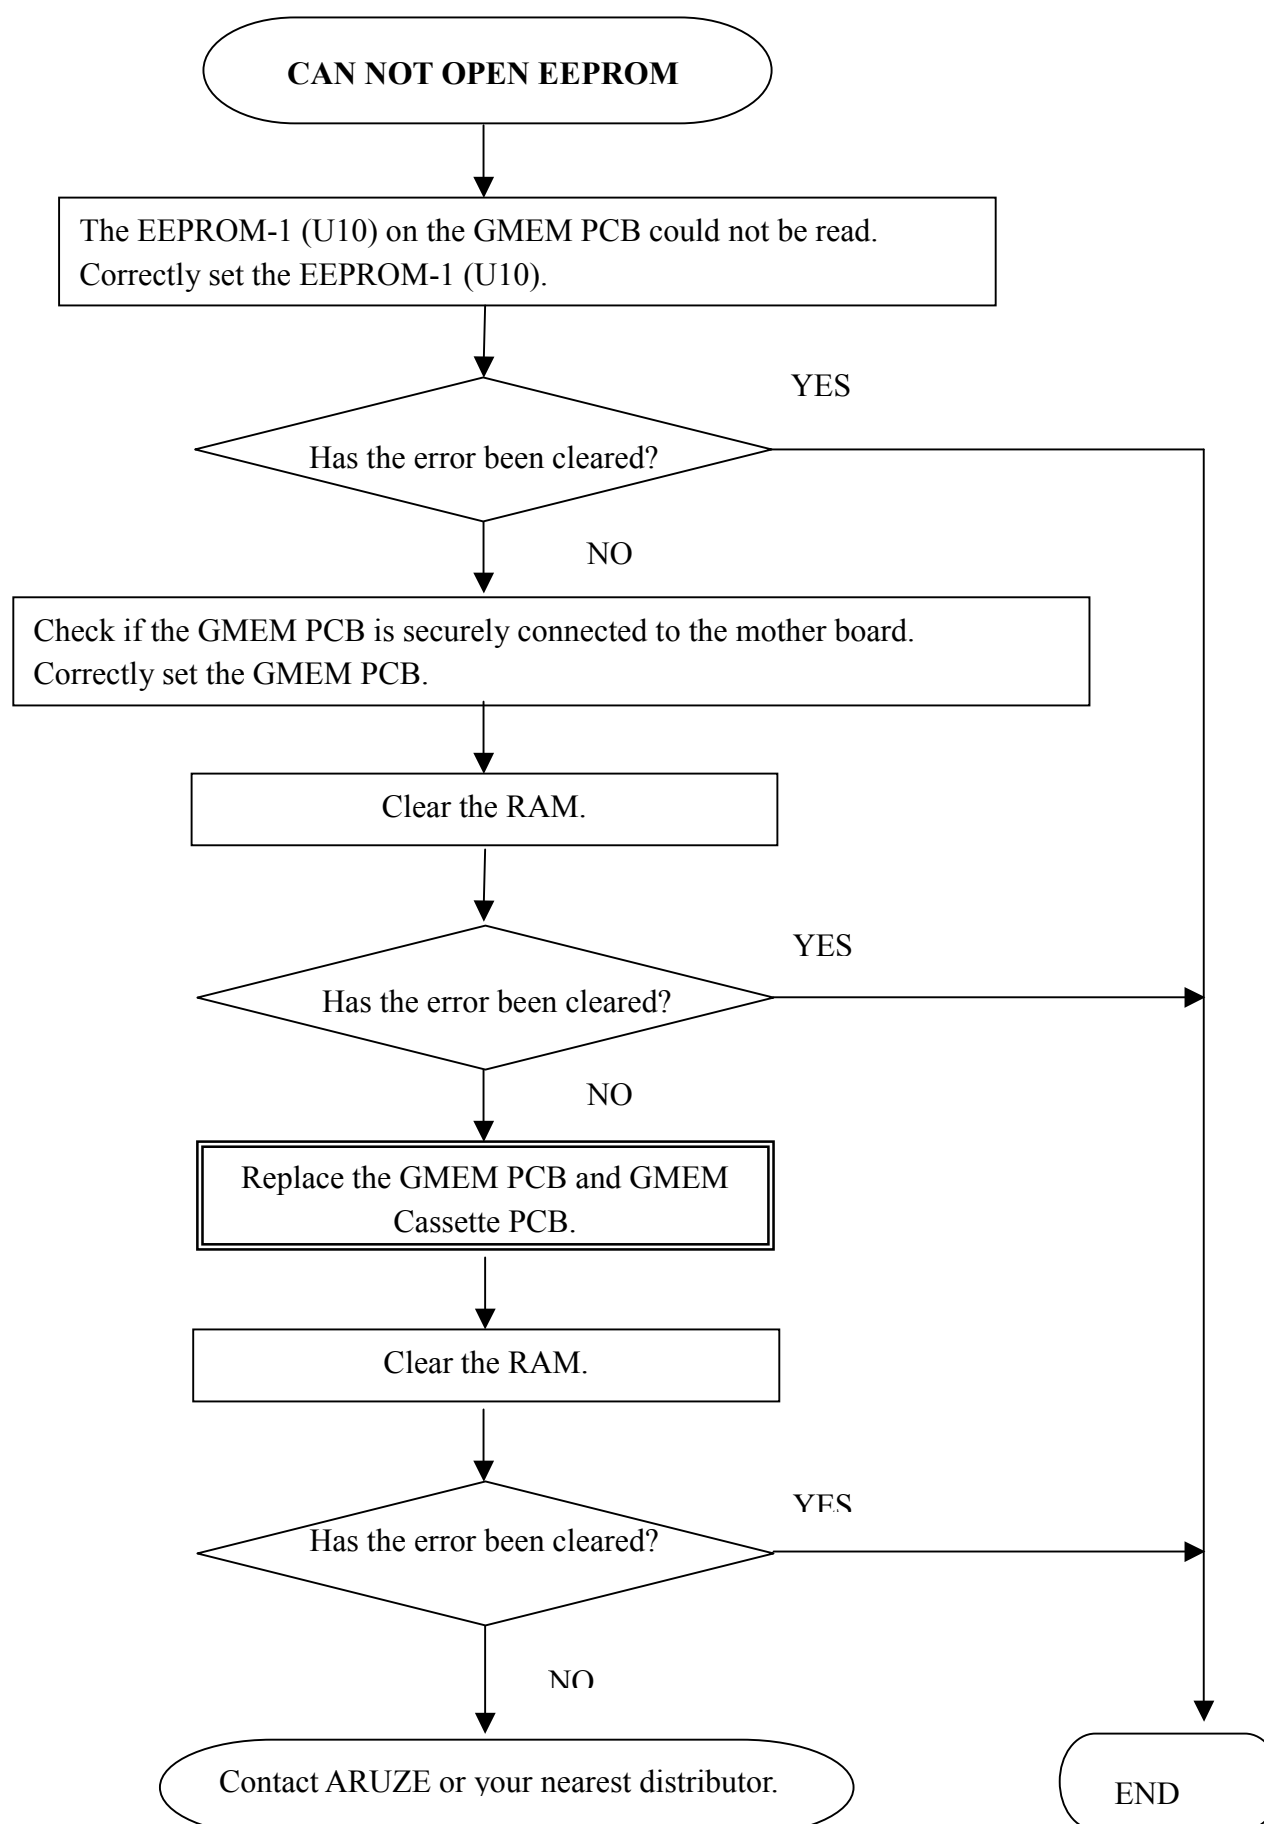 CAN NOT OPEN EEPROM
The EEPROM-1 (U10) on the GMEM PCB could not be read.
Correctly set the EEPROM-1 (U10).
YES
Has the error been cleared?
NO
Check if the GMEM PCB is securely connected to the mother board.
Correctly set the GMEM PCB.
Clear the RAM.
YES
Has the error been cleared?
NO
Replace the GMEM PCB and GMEM
Cassette PCB.
Clear the RAM.
YES
Has the error been cleared?
NO
Contact ARUZE or your nearest distributor.
END